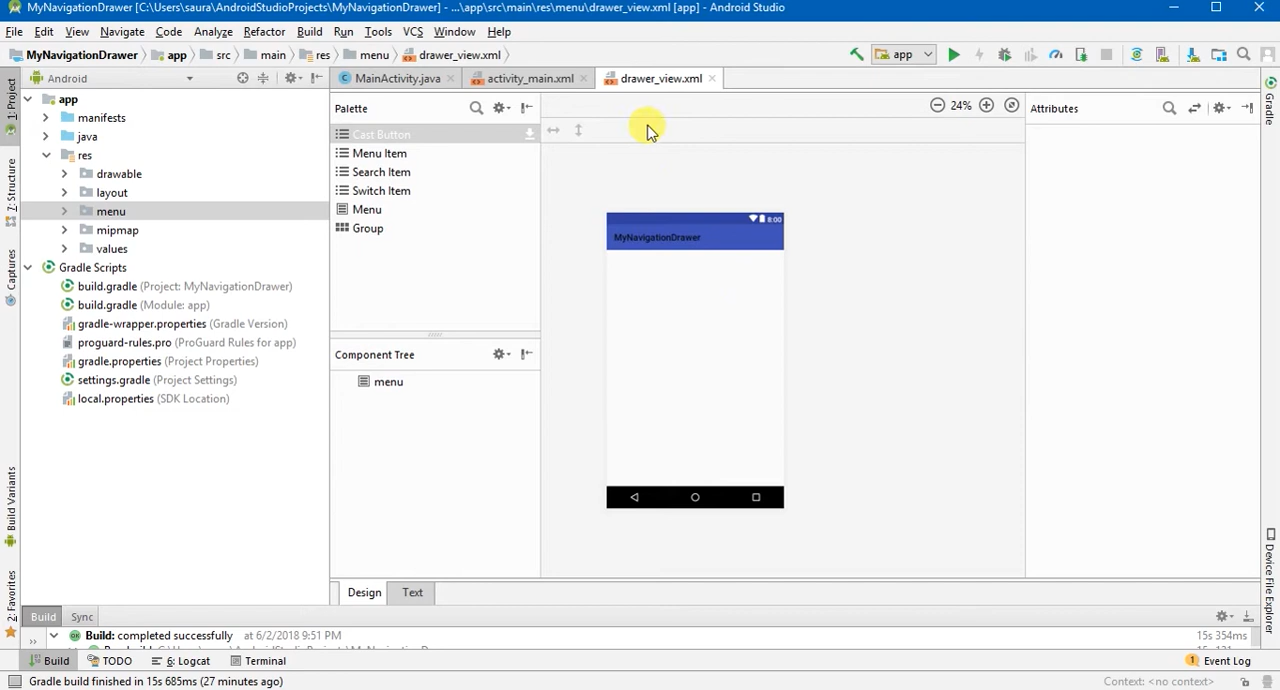 MyNavigationDrawer [C:\Users\saura\AndroidStudioProjects\MyNavigationDrawer] - ...\app\src\main\res\menu\drawer_view.xml [app] - Android Studio
File Edit View Navigate Code Analyze Refactor Build Run Tools VCS Window Help
MyNavigationDrawer app src main res menu drawer_view.xml app
1: Project
Z: Structure
Captures
Build Variants
2: Favorites
Android
app
manifests
java
res
drawable
layout
menu
mipmap
values
Gradle Scripts
build.gradle (Project: MyNavigationDrawer)
build.gradle (Module: app)
gradle-wrapper.properties (Gradle Version)
proguard-rules.pro (ProGuard Rules for app)
gradle.properties (Project Properties)
settings.gradle (Project Settings)
local.properties (SDK Location)
MainActivity.java activity_main.xml drawer_view.xml
Palette
Cast Button
Menu Item
Search Item
Switch Item
Menu
Group
Component Tree
menu
24%
8:00
MyNavigationDrawer
Attributes
Gradle
Device File Explorer
Design Text
Build Sync
Build: completed successfully at 6/2/2018 9:51 PM 15s 354ms
Build TODO 6: Logcat Terminal 1 Event Log
Gradle build finished in 15s 685ms (27 minutes ago) Context: <no context>